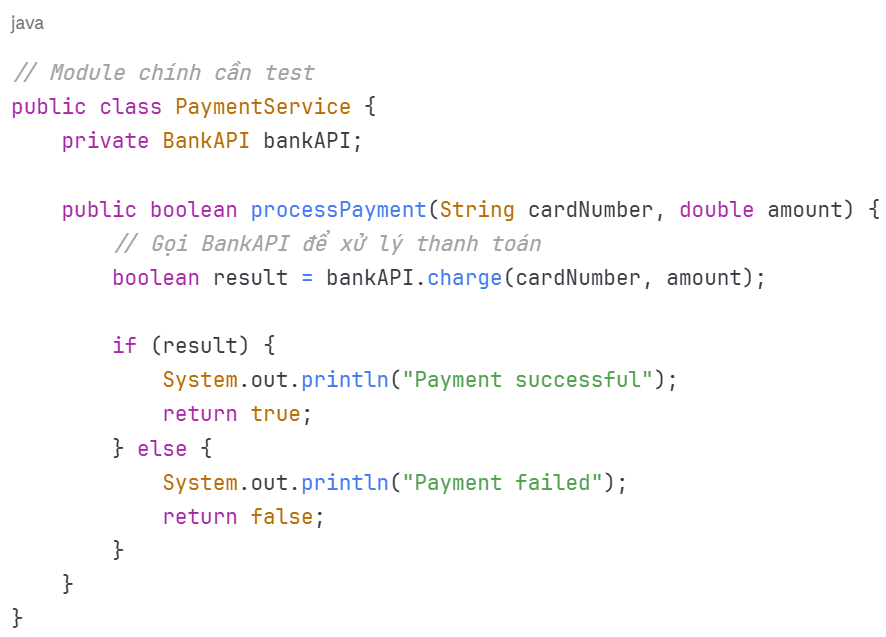 java
// Module chính cần test
public class PaymentService {
    private BankAPI bankAPI;

    public boolean processPayment(String cardNumber, double amount) {
        // Gọi BankAPI để xử lý thanh toán
        boolean result = bankAPI.charge(cardNumber, amount);

        if (result) {
            System.out.println("Payment successful");
            return true;
        } else {
            System.out.println("Payment failed");
            return false;
        }
    }
}